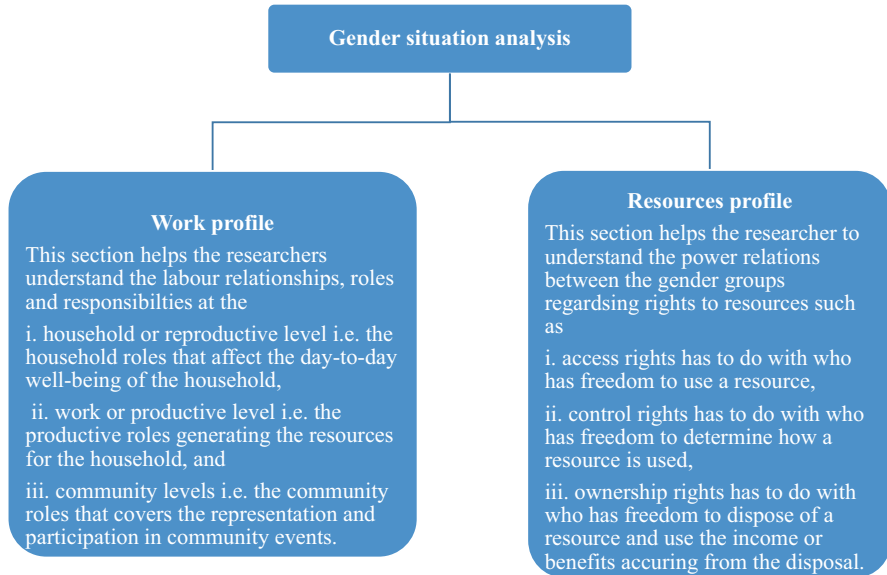 Gender situation analysis
Work profile
This section helps the researchers
understand the labour relationships, roles
and responsibilties at the
i. household or reproductive level i.e. the
household roles that affect the day-to-day
well-being of the household,
ii. work or productive level i.e. the
productive roles generating the resources
for the household, and
iii. community levels i.e. the community
roles that covers the representation and
participation in community events.
Resources profile
This section helps the researcher to
understand the power relations
between the gender groups
regardsing rights to resources such
as
i. access rights has to do with who
has freedom to use a resource,
ii. control rights has to do with who
has freedom to determine how a
resource is used,
iii. ownership rights has to do with
who has freedom to dispose of a
resource and use the income or
benefits accuring from the disposal.